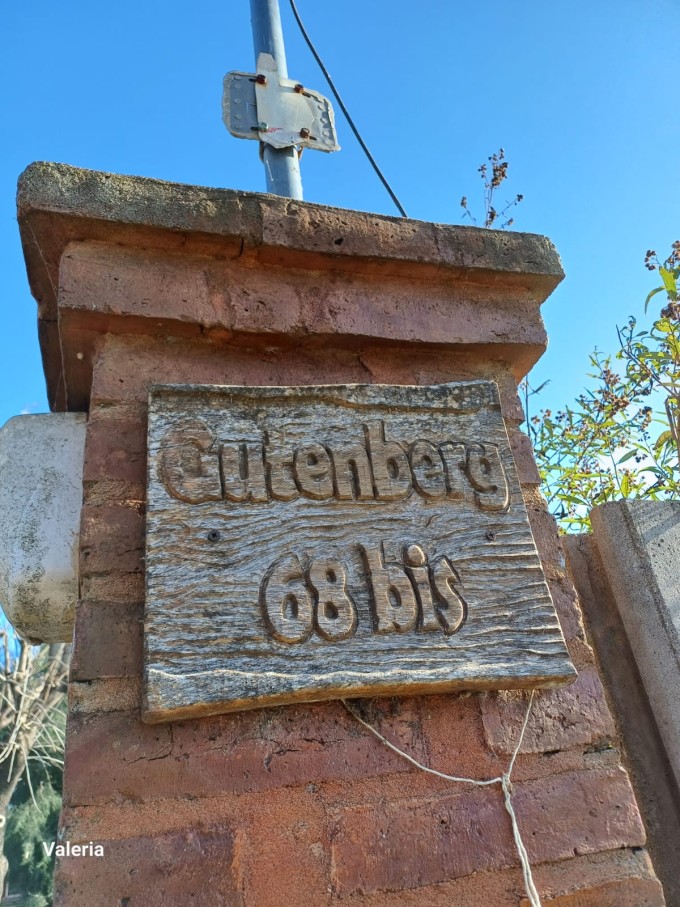 Gutenberg
68 bis
Valeria